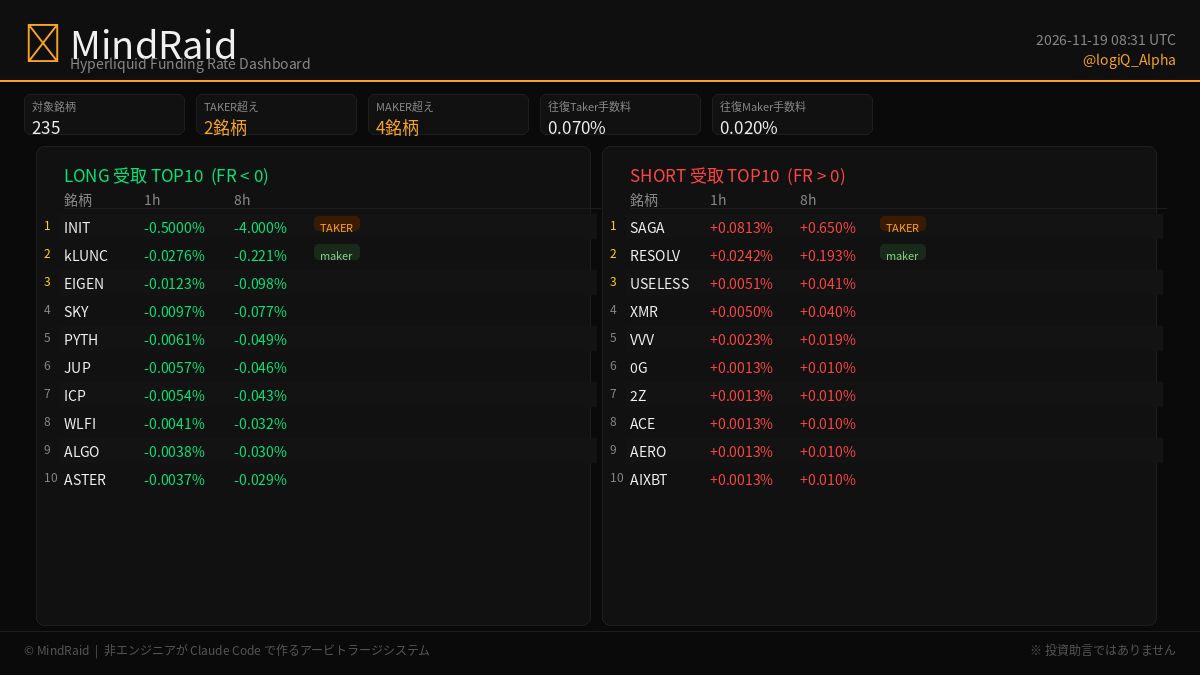 MindRaid
Hyperliquid Funding Rate Dashboard
2026-11-19 08:31 UTC
@logiQ_Alpha
対象銘柄
235
TAKER超え
2銘柄
MAKER超え
4銘柄
往復Taker手数料
0.070%
往復Maker手数料
0.020%
LONG 受取 TOP10 (FR < 0)
銘柄 1h 8h
1 INIT -0.5000% -4.000% TAKER
2 kLUNC -0.0276% -0.221% maker
3 EIGEN -0.0123% -0.098%
4 SKY -0.0097% -0.077%
5 PYTH -0.0061% -0.049%
6 JUP -0.0057% -0.046%
7 ICP -0.0054% -0.043%
8 WLFI -0.0041% -0.032%
9 ALGO -0.0038% -0.030%
10 ASTER -0.0037% -0.029%
SHORT 受取 TOP10 (FR > 0)
銘柄 1h 8h
1 SAGA +0.0813% +0.650% TAKER
2 RESOLV +0.0242% +0.193% maker
3 USELESS +0.0051% +0.041%
4 XMR +0.0050% +0.040%
5 VVV +0.0023% +0.019%
6 0G +0.0013% +0.010%
7 2Z +0.0013% +0.010%
8 ACE +0.0013% +0.010%
9 AERO +0.0013% +0.010%
10 AIXBT +0.0013% +0.010%
© MindRaid | 非エンジニアが Claude Code で作るアービトラージシステム
※ 投資助言ではありません